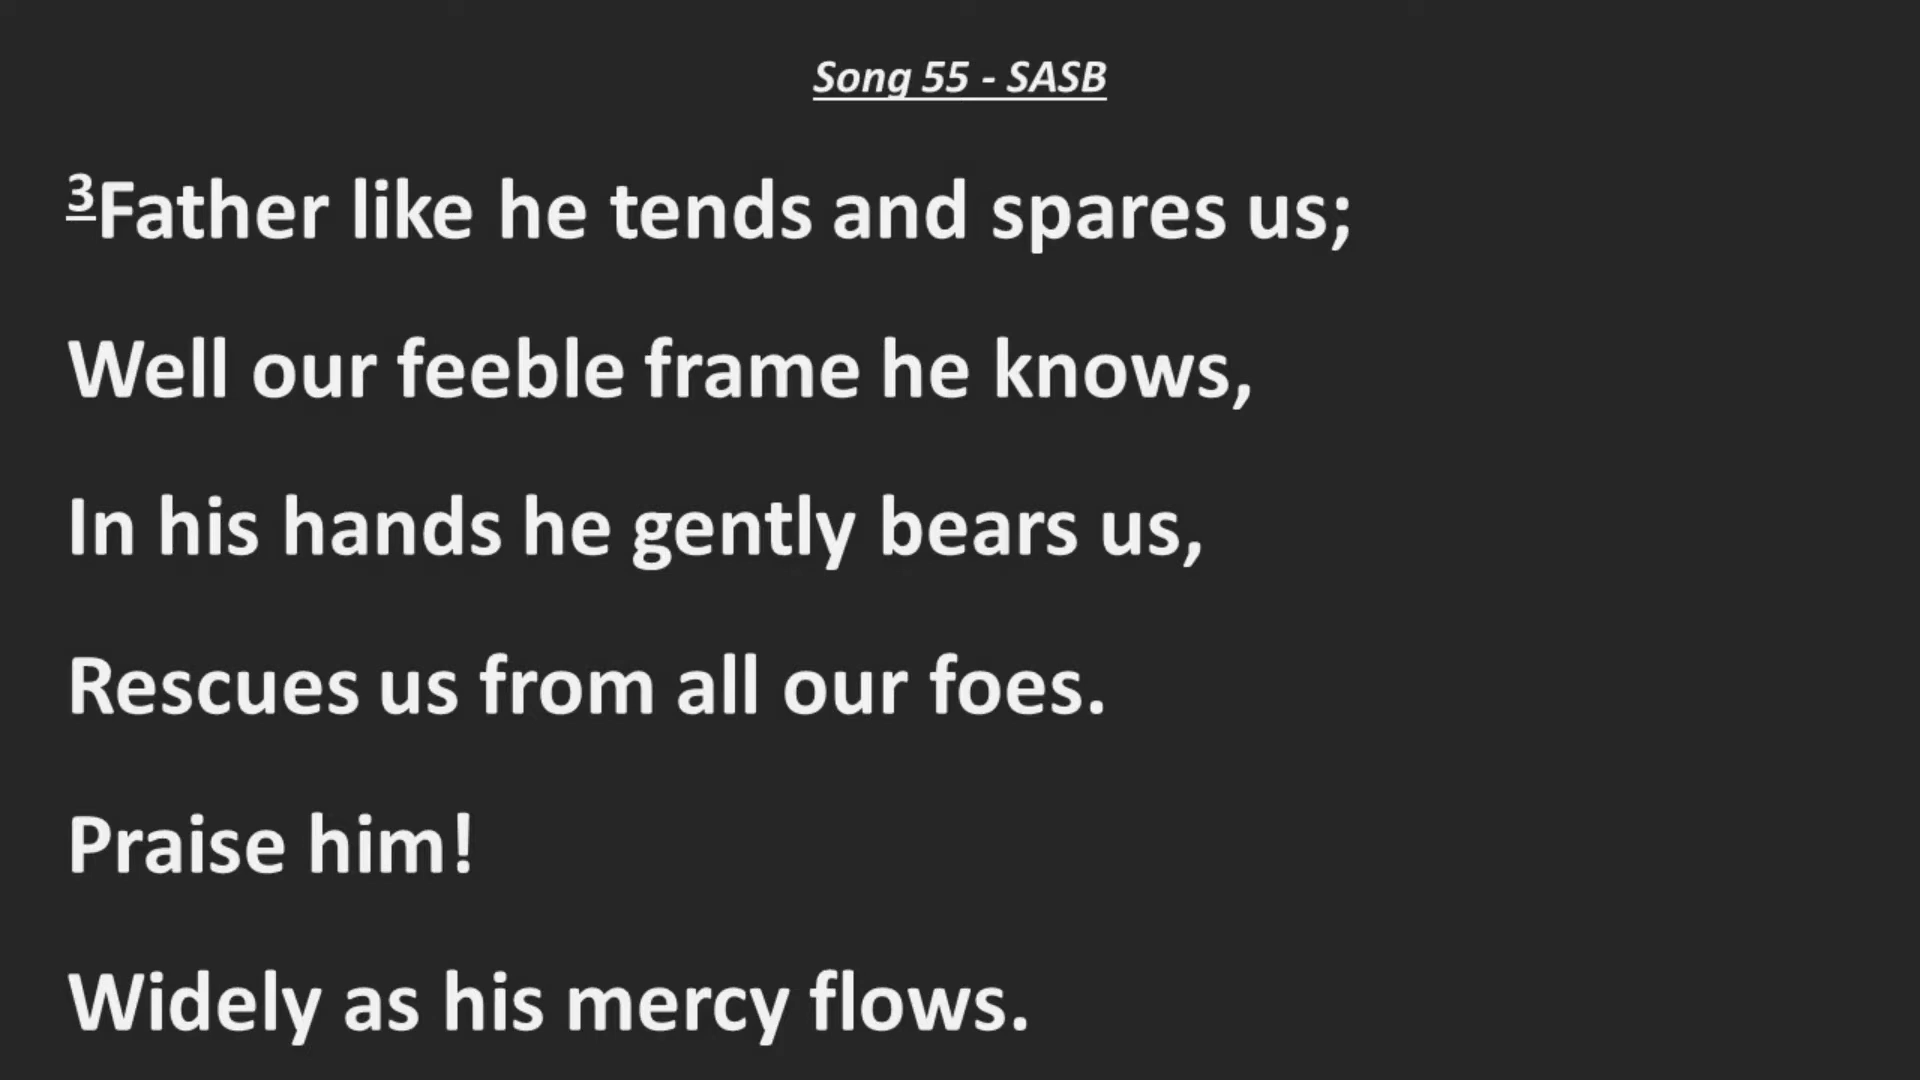 Song 55 - SASB
3Father like he tends and spares us;
Well our feeble frame he knows,
In his hands he gently bears us,
Rescues us from all our foes.
Praise him!
Widely as his mercy flows.